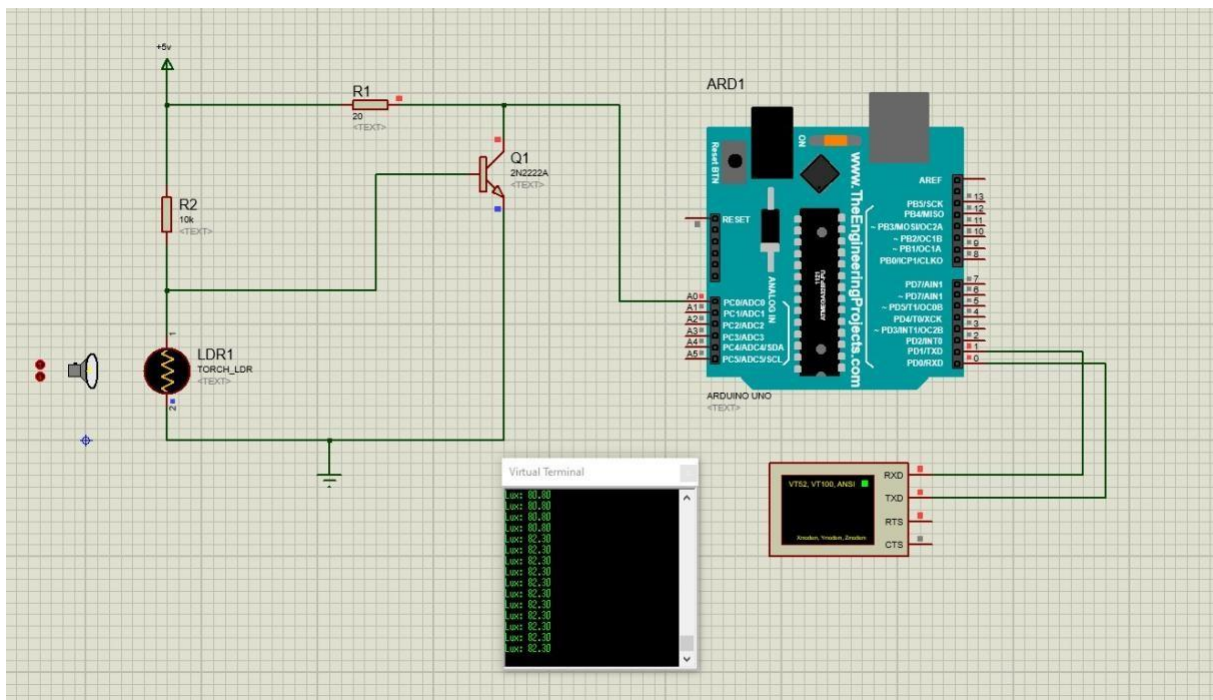 +5v
R1
20
<TEXT>
Q1
2N2222A
<TEXT>
R2
10k
<TEXT>
1
LDR1
TORCH_LDR
<TEXT>
2
ARD1
Reset BTN
ON
www.TheEngineeringProjects.com
ANALOG IN
1121
ATMEGA328P-PU
RESET
A0 PC0/ADC0
A1 PC1/ADC1
A2 PC2/ADC2
A3 PC3/ADC3
A4 PC4/ADC4/SDA
A5 PC5/ADC5/SCL
AREF
PB5/SCK 13
PB4/MISO 12
~ PB3/MOSI/OC2A 11
~ PB2/OC1B 10
~ PB1/OC1A 9
PB0/ICP1/CLKO 8
PD7/AIN1 7
~ PD7/AIN1 6
~ PD5/T1/OC0B 5
PD4/T0/XCK 4
~ PD3/INT1/OC2B 3
PD2/INT0 2
PD1/TXD 1
PD0/RXD 0
ARDUINO UNO
<TEXT>
Virtual Terminal
Lux: 80.80
Lux: 80.80
Lux: 80.80
Lux: 80.80
Lux: 82.30
Lux: 82.30
Lux: 82.30
Lux: 82.30
Lux: 82.30
Lux: 82.30
Lux: 82.30
Lux: 82.30
Lux: 82.30
Lux: 82.30
Lux: 82.30
VT52, VT100, ANSI
Xmodem, Ymodem, Zmodem
RXD
TXD
RTS
CTS